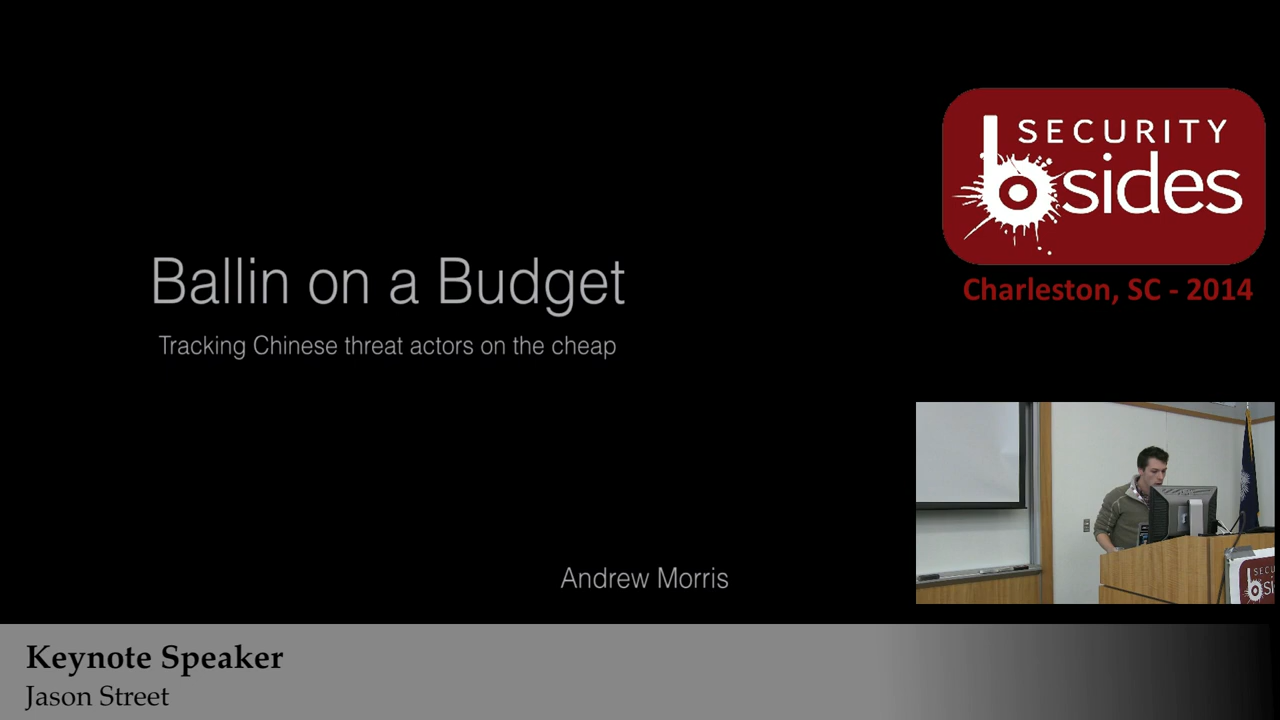 SECURITY
bsides
Charleston, SC - 2014
Ballin on a Budget
Tracking Chinese threat actors on the cheap
Andrew Morris
Keynote Speaker
Jason Street